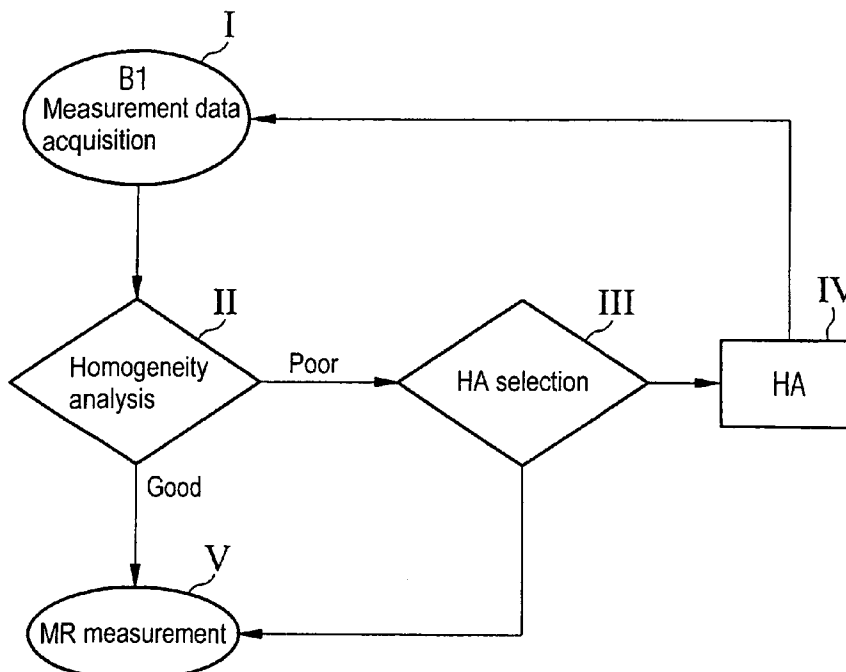 I
B1
Measurement data
acquisition
II
III
IV
Homogeneity
analysis
Poor
HA selection
HA
Good
V
MR measurement